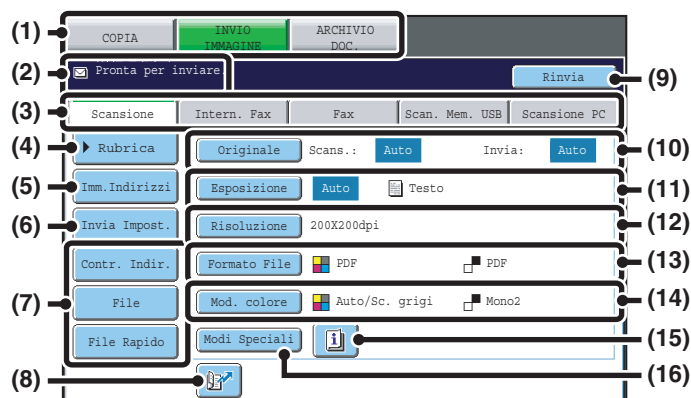 (1) COPIA INVIO IMMAGINE ARCHIVIO DOC.
(2) Pronta per inviare Rinvia (9)
(3) Scansione Intern. Fax Fax Scan. Mem. USB Scansione PC
(4) Rubrica Originale Scans.: Auto Invia: Auto (10)
(5) Imm.Indirizzi Esposizione Auto Testo (11)
(6) Invia Impost. Risoluzione 200X200dpi (12)
Contr. Indir. Formato File PDF PDF (13)
(7) File Mod. colore Auto/Sc. grigi Mono2 (14)
File Rapido Modi Speciali (15)
(8) (16)